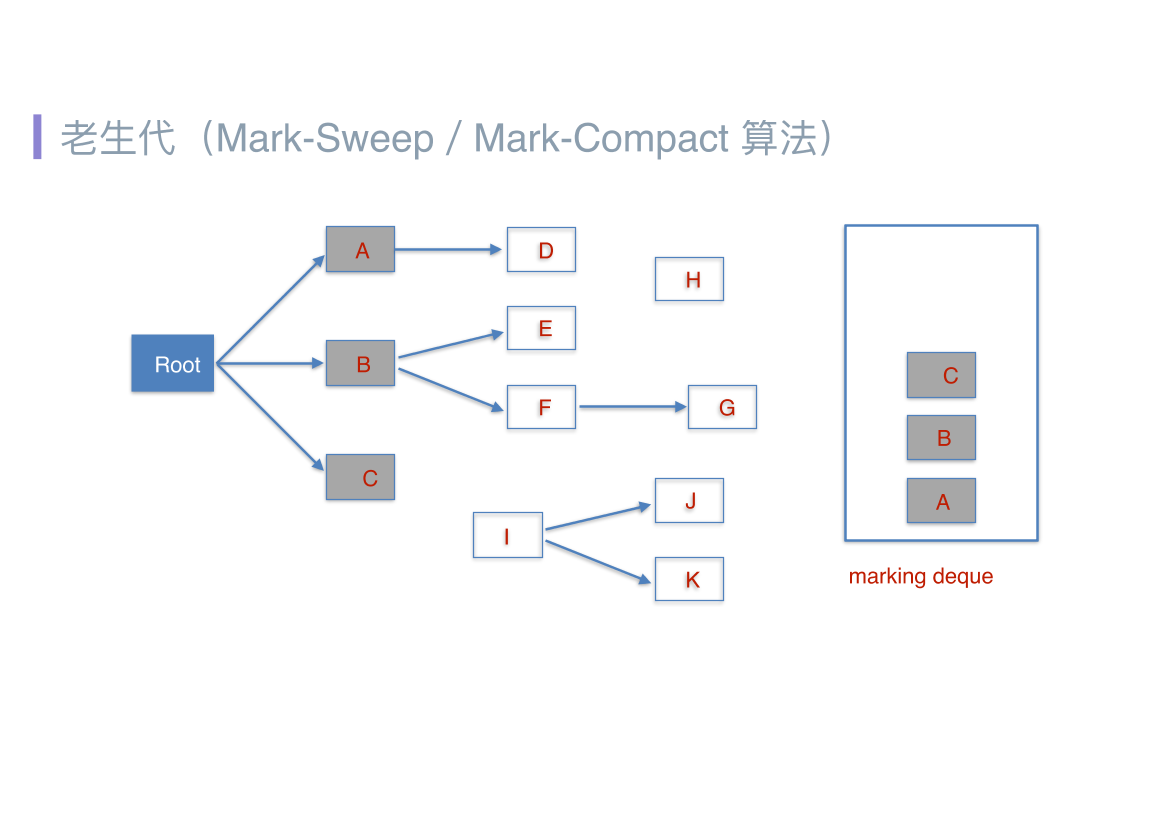 老生代（Mark-Sweep / Mark-Compact 算法）
A
D
H
E
Root
B
C
F
G
B
C
J
A
I
K
marking deque